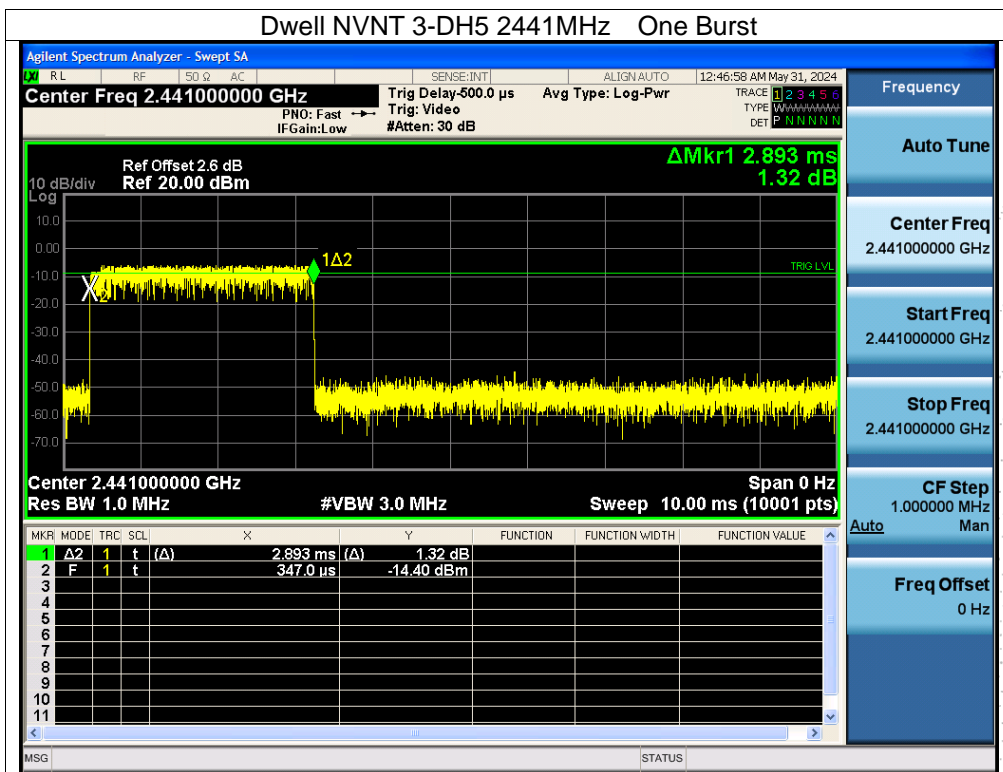 Dwell NVNT 3-DH5 2441MHz One Burst
Agilent Spectrum Analyzer - Swept SA
LXI RL RF 50 Ω AC SENSE:INT ALIGN AUTO 12:46:58 AM May 31, 2024
Center Freq 2.441000000 GHz Trig Delay-500.0 μs Avg Type: Log-Pwr TRACE 1 2 3 4 5 6
PNO: Fast Trig: Video TYPE WWWWWW
IFGain:Low #Atten: 30 dB DET P N N N N N
ΔMkr1 2.893 ms
1.32 dB
Ref Offset 2.6 dB
10 dB/div Ref 20.00 dBm
Log
10.0
0.00
-10.0
-20.0
-30.0
-40.0
-50.0
-60.0
-70.0
1Δ2
TRIG LVL
2
Center 2.441000000 GHz Span 0 Hz
Res BW 1.0 MHz #VBW 3.0 MHz Sweep 10.00 ms (10001 pts)
MKR MODE TRC SCL X Y FUNCTION FUNCTION WIDTH FUNCTION VALUE
1 Δ2 1 t (Δ) 2.893 ms (Δ) 1.32 dB
2 F 1 t 347.0 μs -14.40 dBm
3
4
5
6
7
8
9
10
11
MSG STATUS
Frequency
Auto Tune
Center Freq
2.441000000 GHz
Start Freq
2.441000000 GHz
Stop Freq
2.441000000 GHz
CF Step
1.000000 MHz
Auto Man
Freq Offset
0 Hz